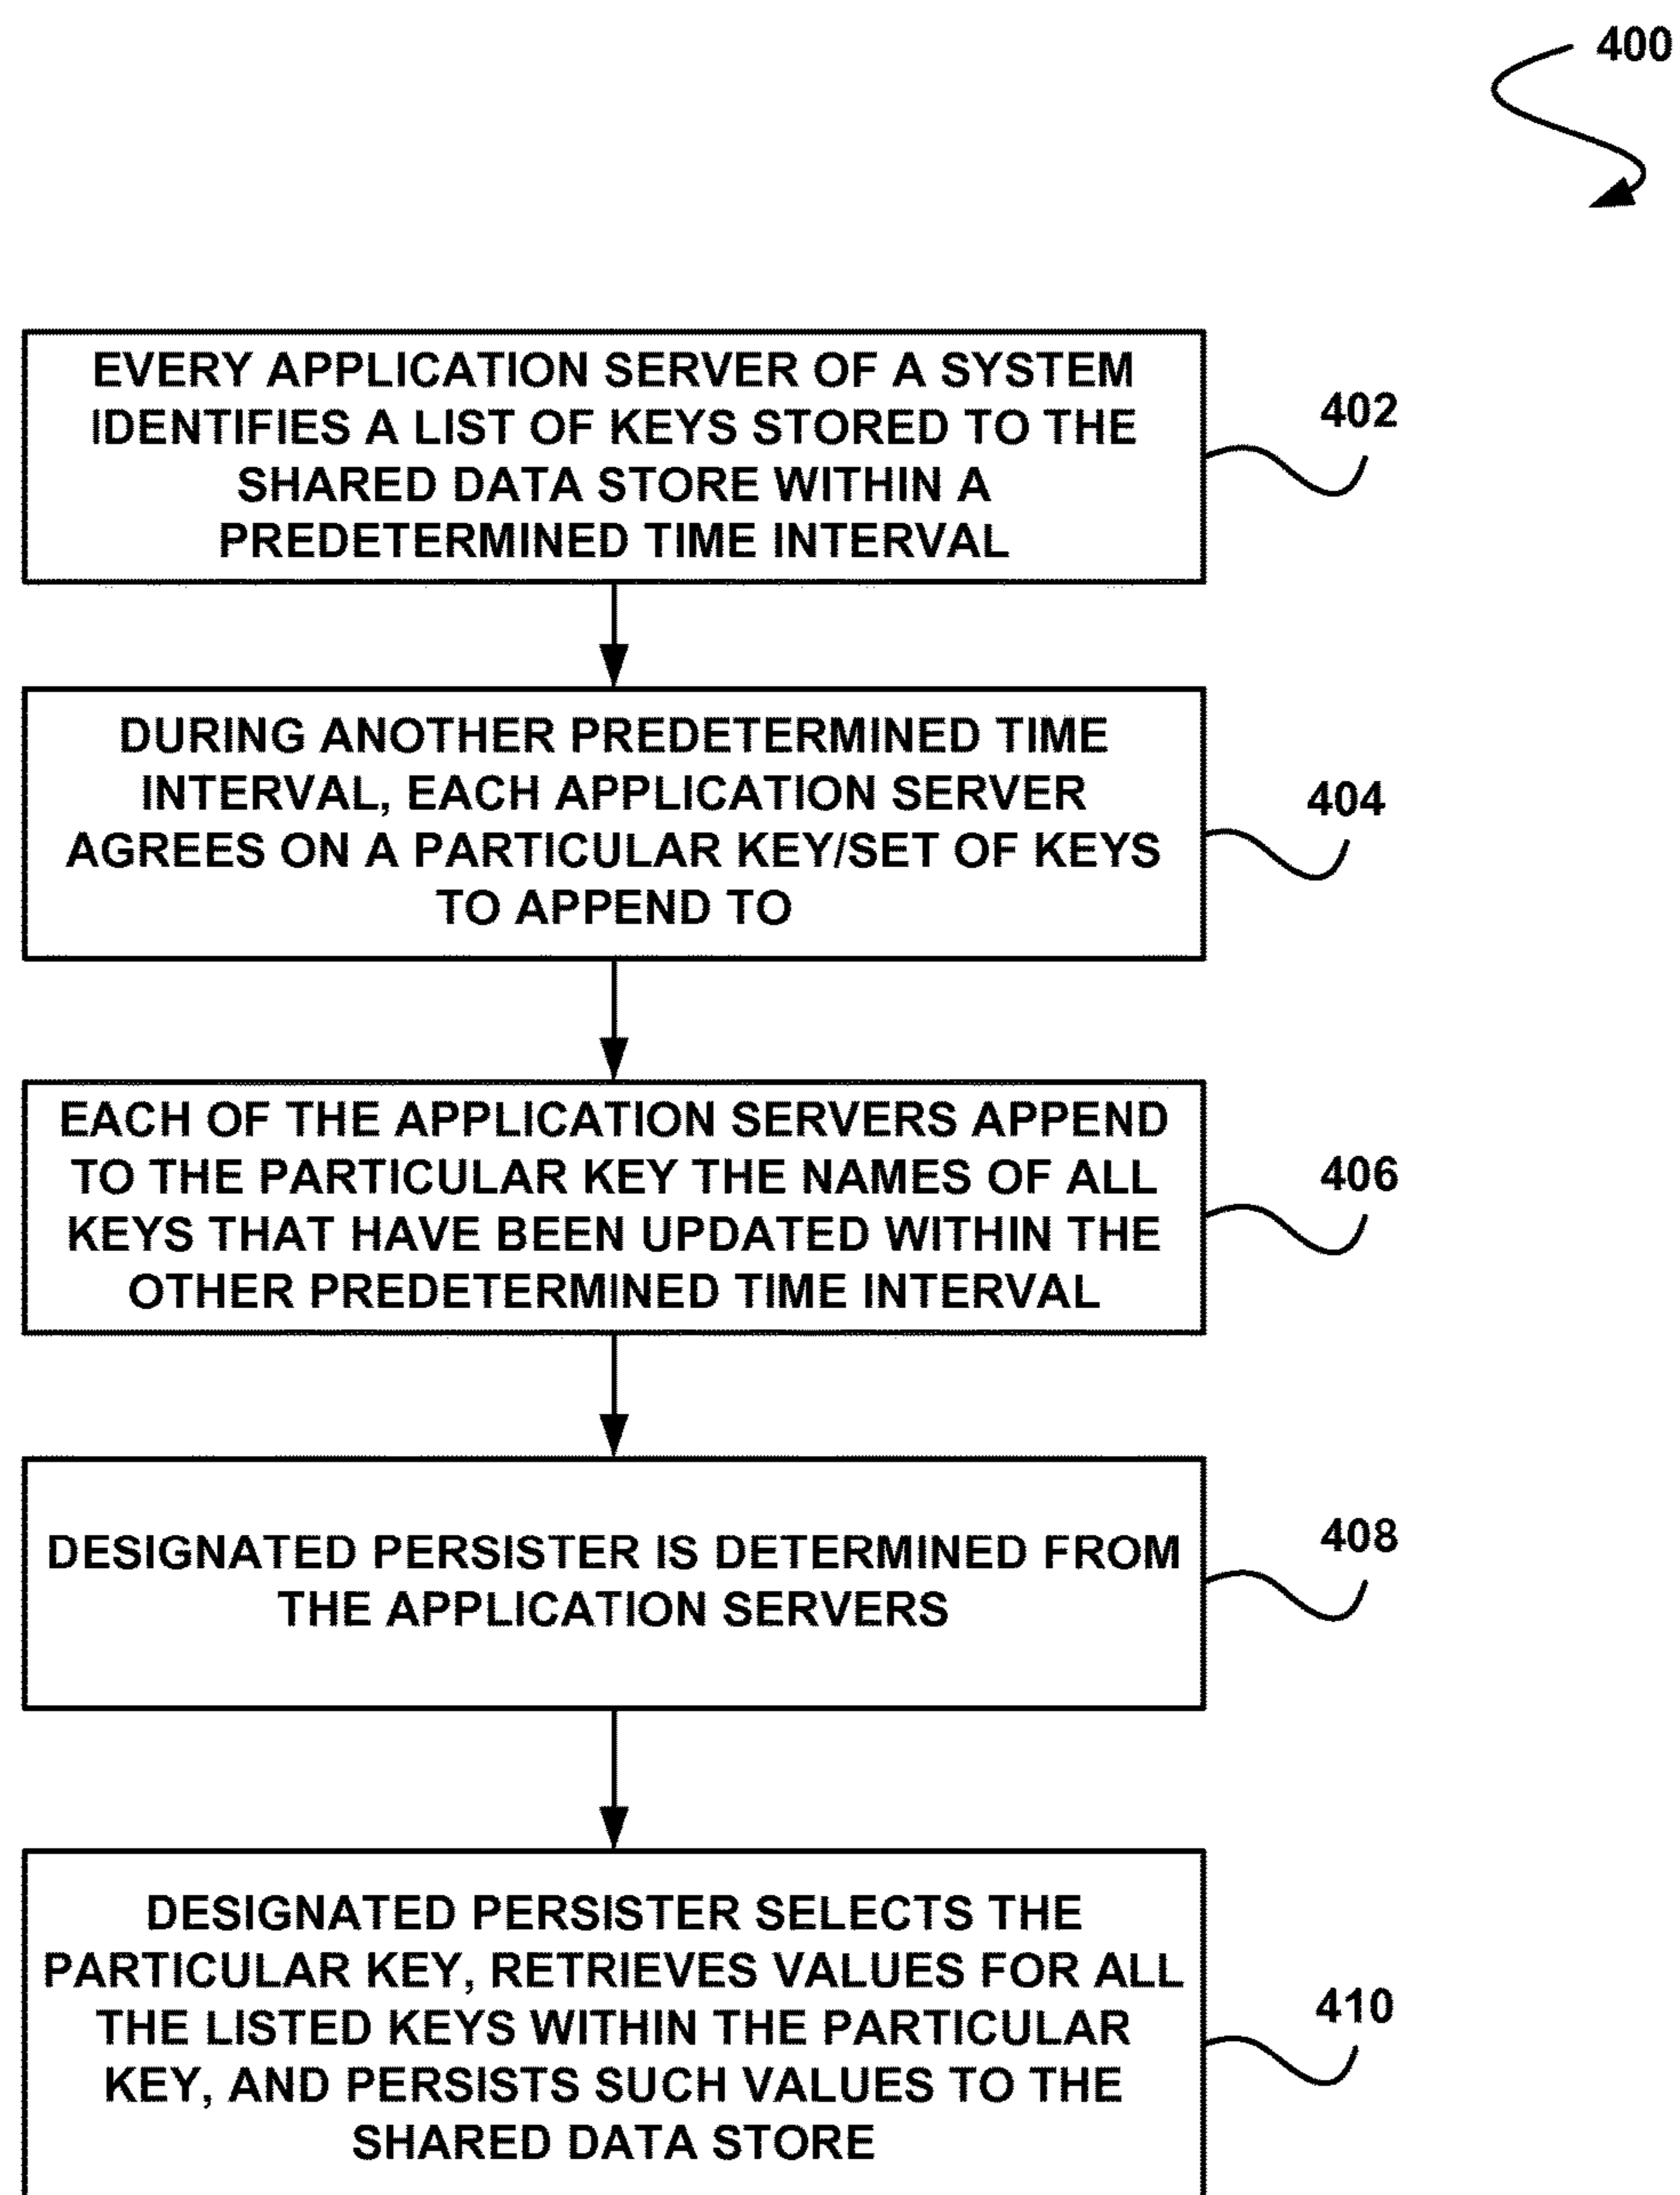 400
EVERY APPLICATION SERVER OF A SYSTEM
IDENTIFIES A LIST OF KEYS STORED TO THE
SHARED DATA STORE WITHIN A
PREDETERMINED TIME INTERVAL
402
DURING ANOTHER PREDETERMINED TIME
INTERVAL, EACH APPLICATION SERVER
AGREES ON A PARTICULAR KEY/SET OF KEYS
TO APPEND TO
404
EACH OF THE APPLICATION SERVERS APPEND
TO THE PARTICULAR KEY THE NAMES OF ALL
KEYS THAT HAVE BEEN UPDATED WITHIN THE
OTHER PREDETERMINED TIME INTERVAL
406
DESIGNATED PERSISTER IS DETERMINED FROM
THE APPLICATION SERVERS
408
DESIGNATED PERSISTER SELECTS THE
PARTICULAR KEY, RETRIEVES VALUES FOR ALL
THE LISTED KEYS WITHIN THE PARTICULAR
KEY, AND PERSISTS SUCH VALUES TO THE
SHARED DATA STORE
410